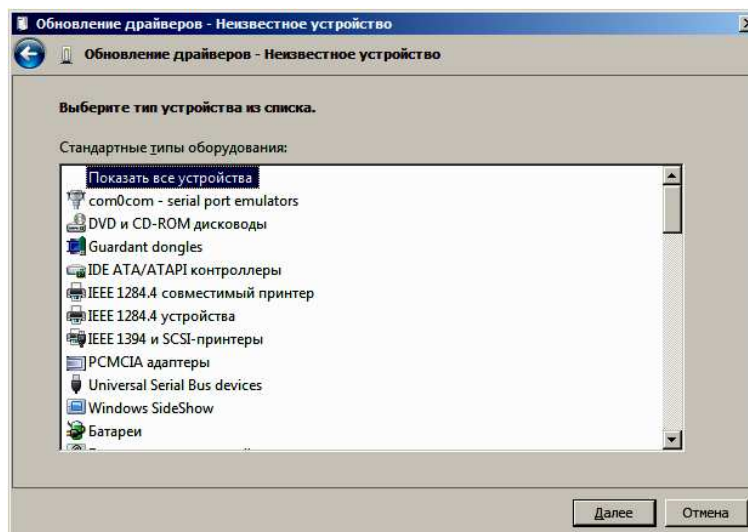 Обновление драйверов - Неизвестное устройство
Обновление драйверов - Неизвестное устройство
Выберите тип устройства из списка.
Стандартные типы оборудования:
Показать все устройства
com0com - serial port emulators
DVD и CD-ROM дисководы
Guardant dongles
IDE ATA/ATAPI контроллеры
IEEE 1284.4 совместимый принтер
IEEE 1284.4 устройства
IEEE 1394 и SCSI-принтеры
PCMCIA адаптеры
Universal Serial Bus devices
Windows SideShow
Батареи
Далее
Отмена